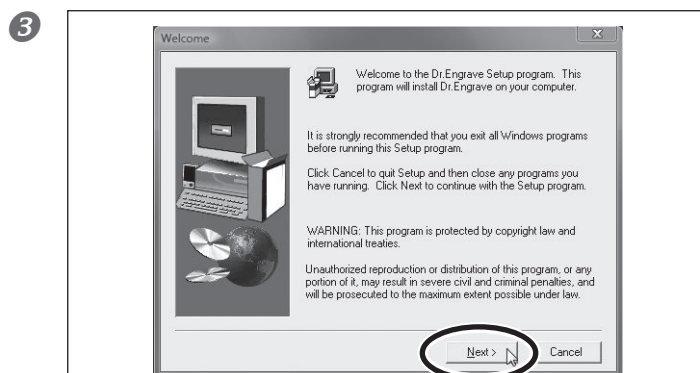 3
Welcome
Welcome to the Dr.Engrave Setup program. This
program will install Dr.Engrave on your computer.
It is strongly recommended that you exit all Windows programs
before running this Setup program.
Click Cancel to quit Setup and then close any programs you
have running. Click Next to continue with the Setup program.
WARNING: This program is protected by copyright law and
international treaties.
Unauthorized reproduction or distribution of this program, or any
portion of it, may result in severe civil and criminal penalties, and
will be prosecuted to the maximum extent possible under law.
Next > Cancel